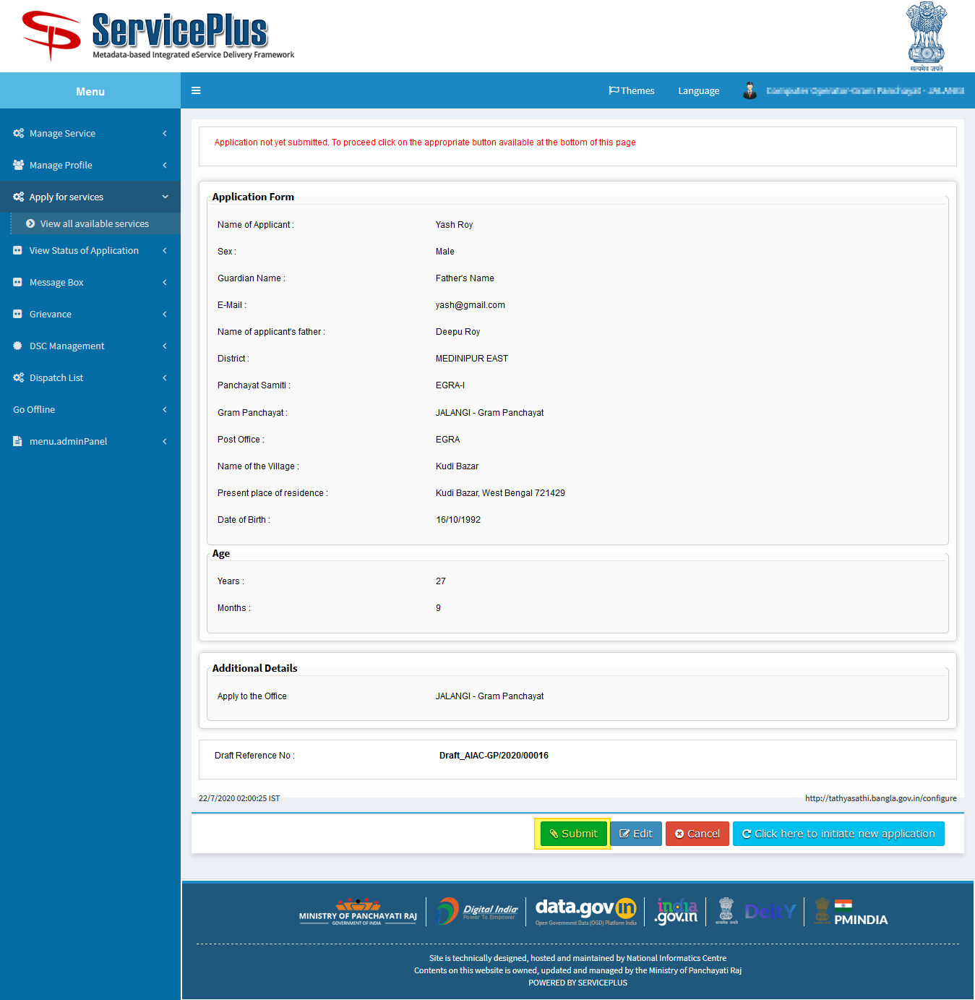 ServicePlus
Metadata-based Integrated eService Delivery Framework
सत्यमेव जयते
Menu
Themes
Language
Manage Service
Manage Profile
Apply for services
View all available services
View Status of Application
Message Box
Grievance
DSC Management
Dispatch List
Go Offline
menu.adminPanel
Application not yet submitted. To proceed click on the appropriate button available at the bottom of this page
Application Form
Name of Applicant : Yash Roy
Sex : Male
Guardian Name : Father's Name
E-Mail : yash@gmail.com
Name of applicant's father : Deepu Roy
District : MEDINIPUR EAST
Panchayat Samiti : EGRA-I
Gram Panchayat : JALANGI - Gram Panchayat
Post Office : EGRA
Name of the Village : Kudi Bazar
Present place of residence : Kudi Bazar, West Bengal 721429
Date of Birth : 16/10/1992
Age
Years : 27
Months : 9
Additional Details
Apply to the Office JALANGI - Gram Panchayat
Draft Reference No : Draft_AIAC-GP/2020/00016
22/7/2020 02:00:25 IST http://tathyasathi.bangla.gov.in/configure
Submit Edit Cancel Click here to initiate new application
MINISTRY OF PANCHAYATI RAJ
GOVERNMENT OF INDIA
Digital India
Power To Empower
data.gov in
Open Government Data (OGD) Platform India
india
.gov.in
DeitY
PMINDIA
Site is technically designed, hosted and maintained by National Informatics Centre
Contents on this website is owned, updated and managed by the Ministry of Panchayati Raj
POWERED BY SERVICEPLUS